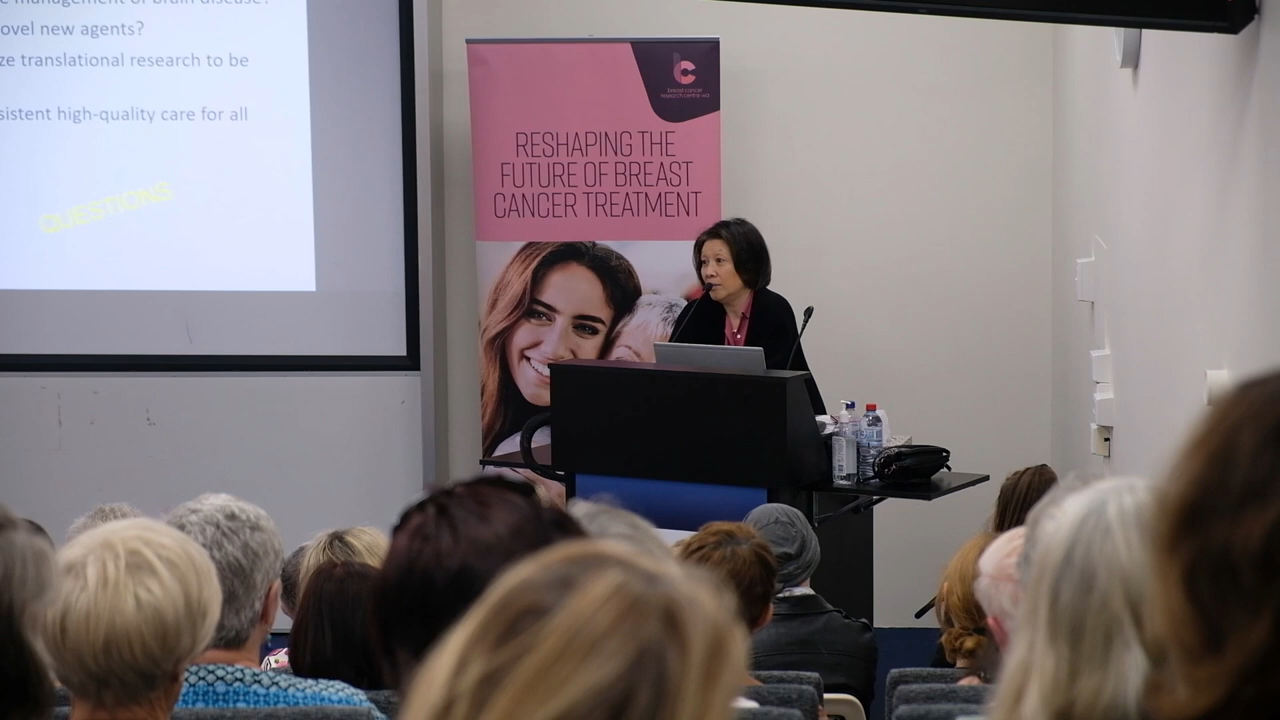 management of brain disease?
ovel new agents?
ze translational research to be
sistent high-quality care for all
QUESTIONS
bc
breast cancer
research centre wa
RESHAPING THE
FUTURE OF BREAST
CANCER TREATMENT